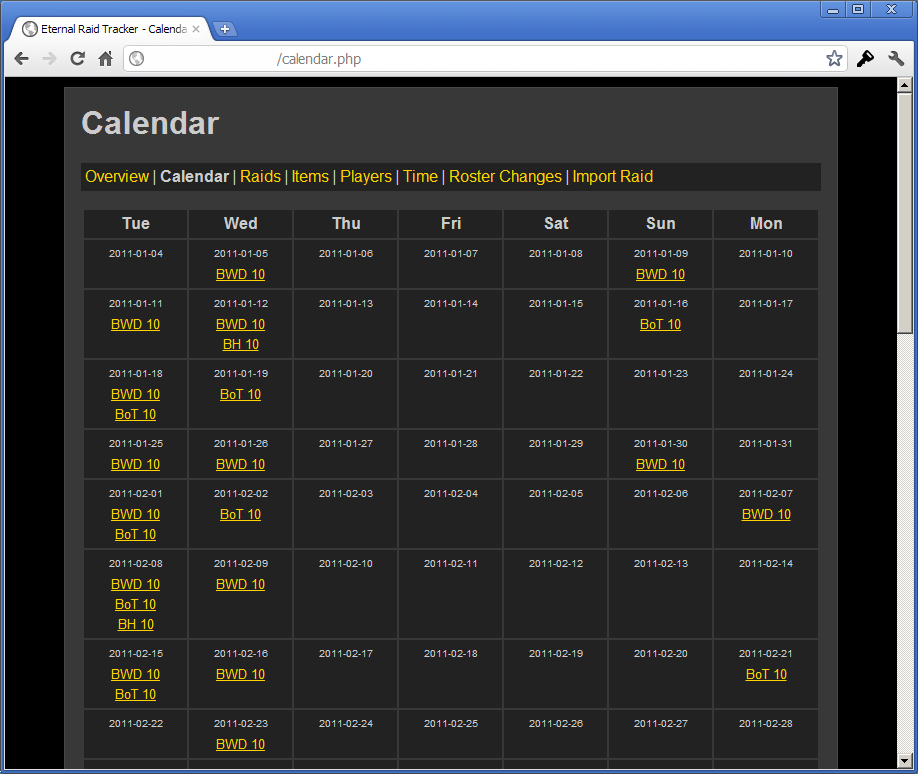 Eternal Raid Tracker - Calenda
/calendar.php
Calendar
Overview | Calendar | Raids | Items | Players | Time | Roster Changes | Import Raid
Tue Wed Thu Fri Sat Sun Mon
2011-01-04 2011-01-05 2011-01-06 2011-01-07 2011-01-08 2011-01-09 2011-01-10
BWD 10 BWD 10
2011-01-11 2011-01-12 2011-01-13 2011-01-14 2011-01-15 2011-01-16 2011-01-17
BWD 10 BWD 10 BoT 10
BH 10
2011-01-18 2011-01-19 2011-01-20 2011-01-21 2011-01-22 2011-01-23 2011-01-24
BWD 10 BoT 10
BoT 10
2011-01-25 2011-01-26 2011-01-27 2011-01-28 2011-01-29 2011-01-30 2011-01-31
BWD 10 BWD 10 BWD 10
2011-02-01 2011-02-02 2011-02-03 2011-02-04 2011-02-05 2011-02-06 2011-02-07
BWD 10 BoT 10 BWD 10
BoT 10
2011-02-08 2011-02-09 2011-02-10 2011-02-11 2011-02-12 2011-02-13 2011-02-14
BWD 10 BWD 10
BoT 10
BH 10
2011-02-15 2011-02-16 2011-02-17 2011-02-18 2011-02-19 2011-02-20 2011-02-21
BWD 10 BWD 10 BoT 10
BoT 10
2011-02-22 2011-02-23 2011-02-24 2011-02-25 2011-02-26 2011-02-27 2011-02-28
BWD 10